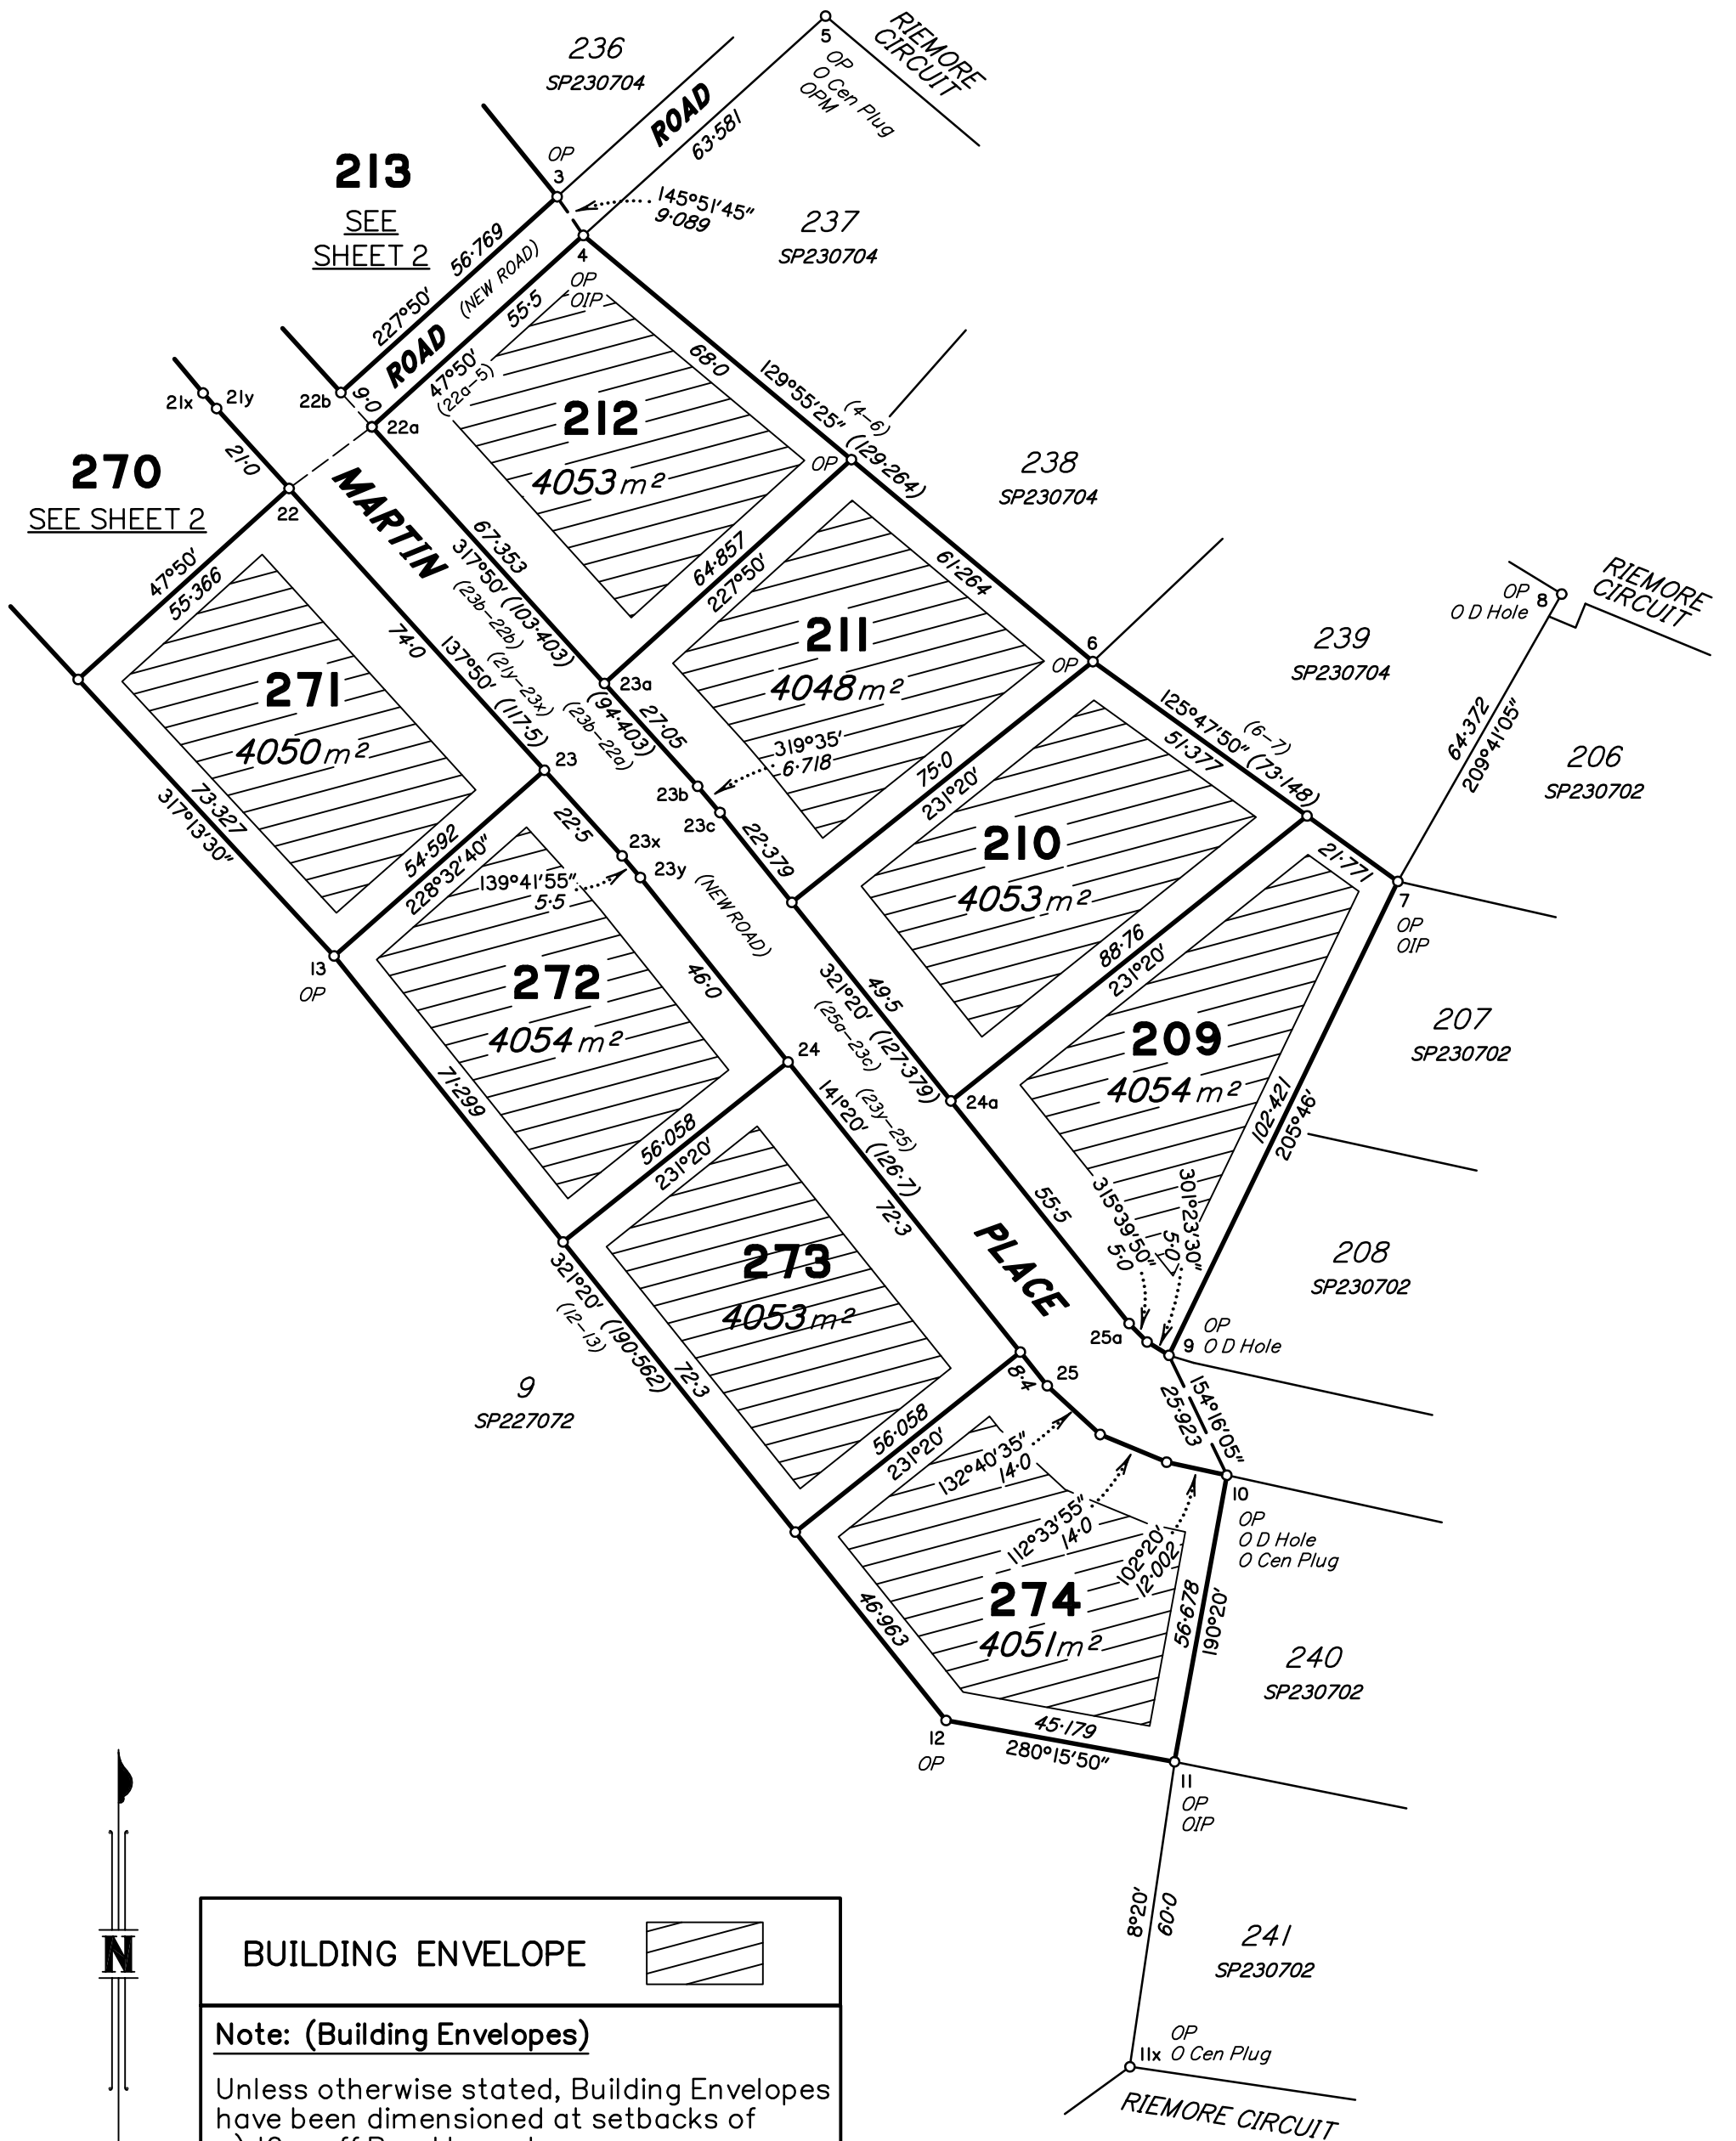 236
SP230704
5
OP
O Cen Plug
OPM
RIEMORE
CIRCUIT
ROAD
63·581
213
SEE
SHEET 2
OP
3
145°51'45"
9·089
237
SP230704
56·769
227°50'
(NEW ROAD)
ROAD
4
OP
OIP
55·5
47°50'
(22a-5)
68·0
129°55'25" (129·264)
(4-6)
21x
21y
22b
9·0
22a
21·0
212
4053m²
OP
238
SP230704
270
SEE SHEET 2
22
MARTIN
67·353
317°50' (103·403)
(23b-22b)
64·857
227°50'
61·264
47°50'
55·366
74·0
137°50' (117·5)
(21y-23x)
(94·403)
(23b-22a)
23a
27·05
211
4048m²
6
OP
239
SP230704
OP
O D Hole
8
RIEMORE
CIRCUIT
271
4050m²
319°35'
6·718
75·0
231°20'
125°47'50" (73·148)
(6-7)
51·377
64·372
209°41'05"
206
SP230702
73·327
317°13'30"
23
23b
23c
22·379
22·5
23x
23y
54·592
228°32'40"
139°41'55"
5·5
(NEW ROAD)
210
4053m²
21·771
7
OP
OIP
13
OP
272
4054m²
46·0
49·5
321°20' (127·379)
(25a-23c)
88·76
231°20'
209
4054m²
207
SP230702
24
24a
71·299
56·058
231°20'
141°20' (126·7)
(23y-25)
72·3
102·421
205°46'
55·5
315°39'50"
5·0
301°23'30"
5·0
273
4053m²
PLACE
208
SP230702
321°20' (190·562)
(12-13)
72·3
25a
9
OP
O D Hole
9
SP227072
8·4
25
154°16'05"
25·923
56·058
231°20'
132°40'35"
14·0
112°33'55"
14·0
102°20'
12·002
10
OP
O D Hole
O Cen Plug
274
4051m²
46·963
56·678
190°20'
240
SP230702
12
OP
45·179
280°15'50"
11
OP
OIP
8°20'
60·0
241
SP230702
N
BUILDING ENVELOPE
Note: (Building Envelopes)
Unless otherwise stated, Building Envelopes
have been dimensioned at setbacks of
OP
11x O Cen Plug
RIEMORE CIRCUIT